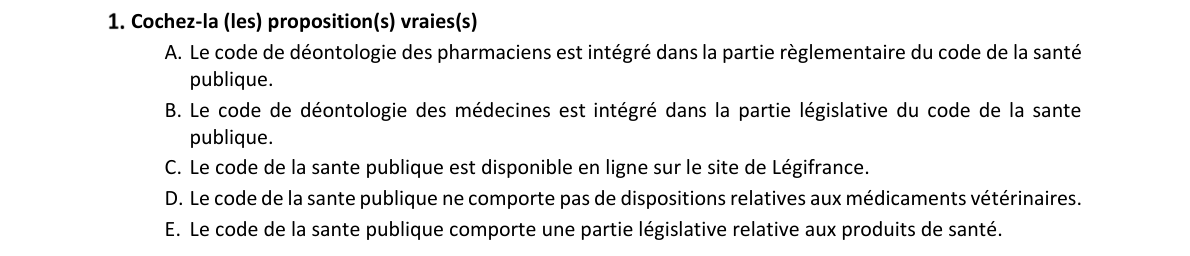 1. Cochez-la (les) proposition(s) vraies(s)
A. Le code de déontologie des pharmaciens est intégré dans la partie règlementaire du code de la santé
publique.
B. Le code de déontologie des médecines est intégré dans la partie législative du code de la sante
publique.
C. Le code de la sante publique est disponible en ligne sur le site de Légifrance.
D. Le code de la sante publique ne comporte pas de dispositions relatives aux médicaments vétérinaires.
E. Le code de la sante publique comporte une partie législative relative aux produits de santé.